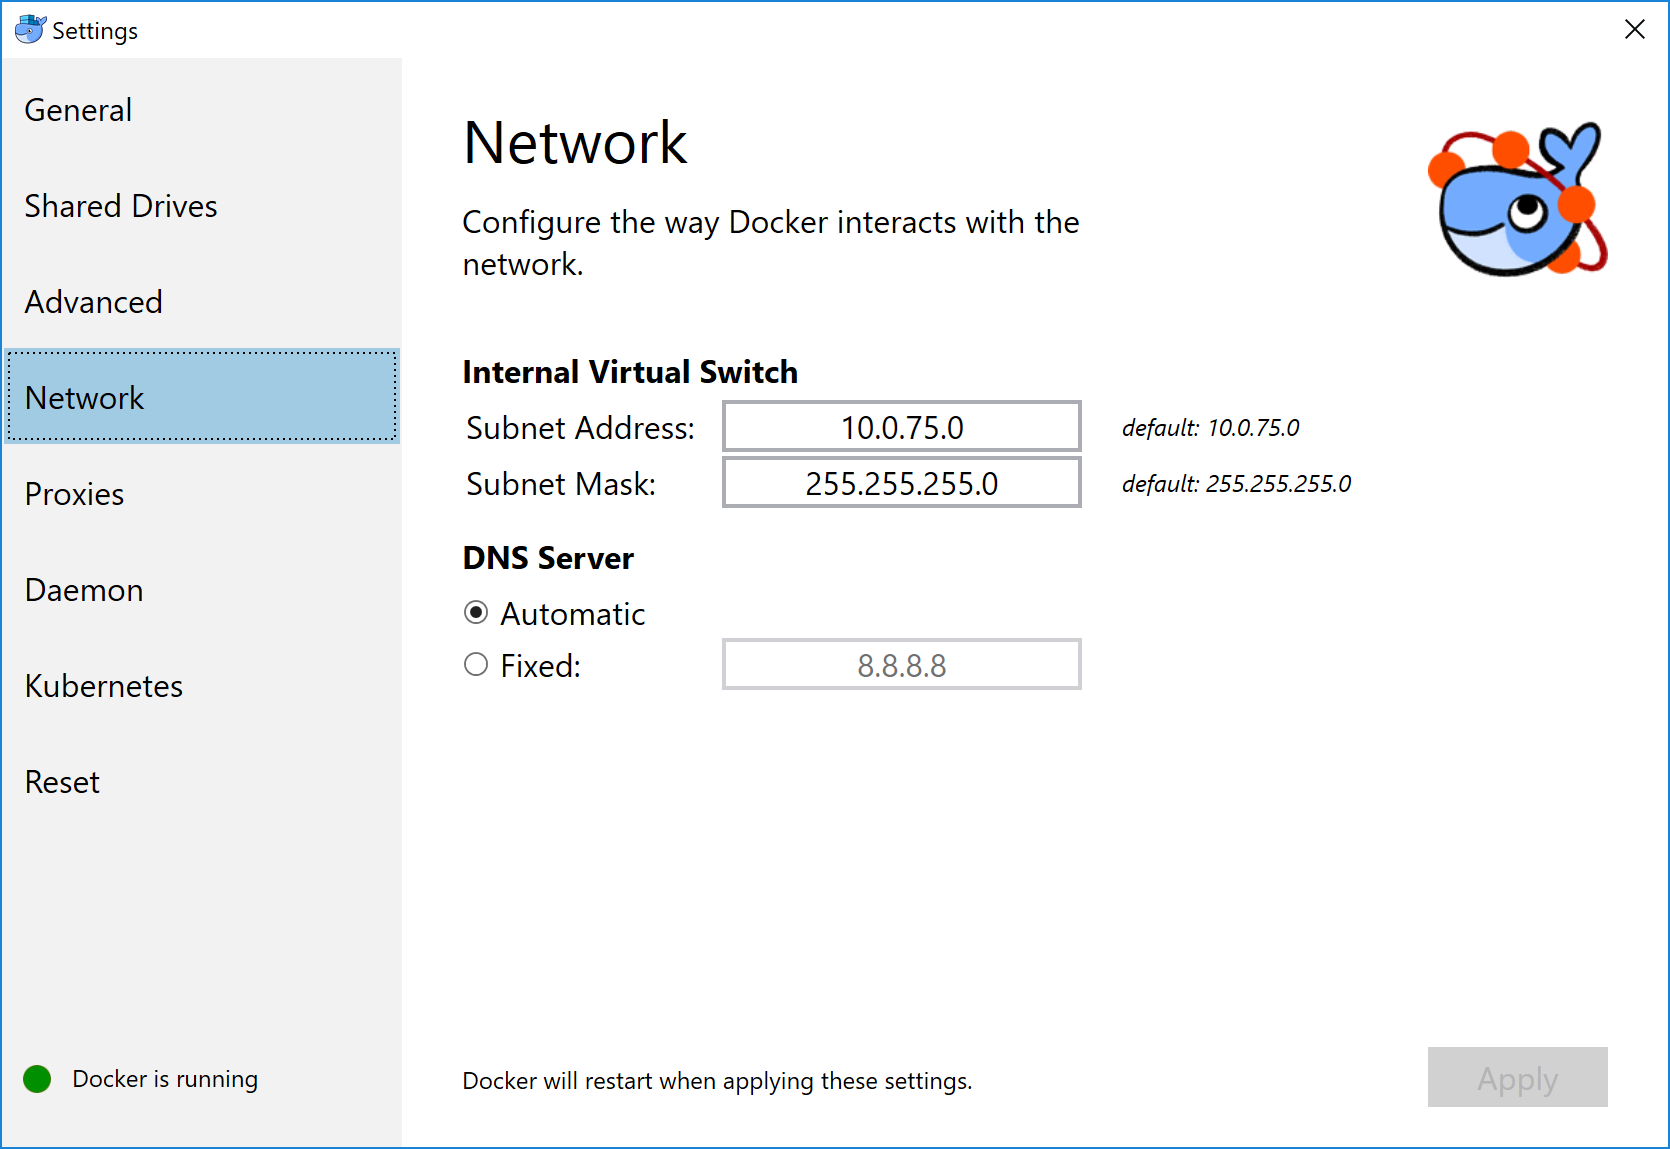 Settings
General
Shared Drives
Advanced
Network
Proxies
Daemon
Kubernetes
Reset
Docker is running
Network
Configure the way Docker interacts with the
network.
Internal Virtual Switch
Subnet Address: 10.0.75.0 default: 10.0.75.0
Subnet Mask: 255.255.255.0 default: 255.255.255.0
DNS Server
Automatic
Fixed: 8.8.8.8
Docker will restart when applying these settings.
Apply